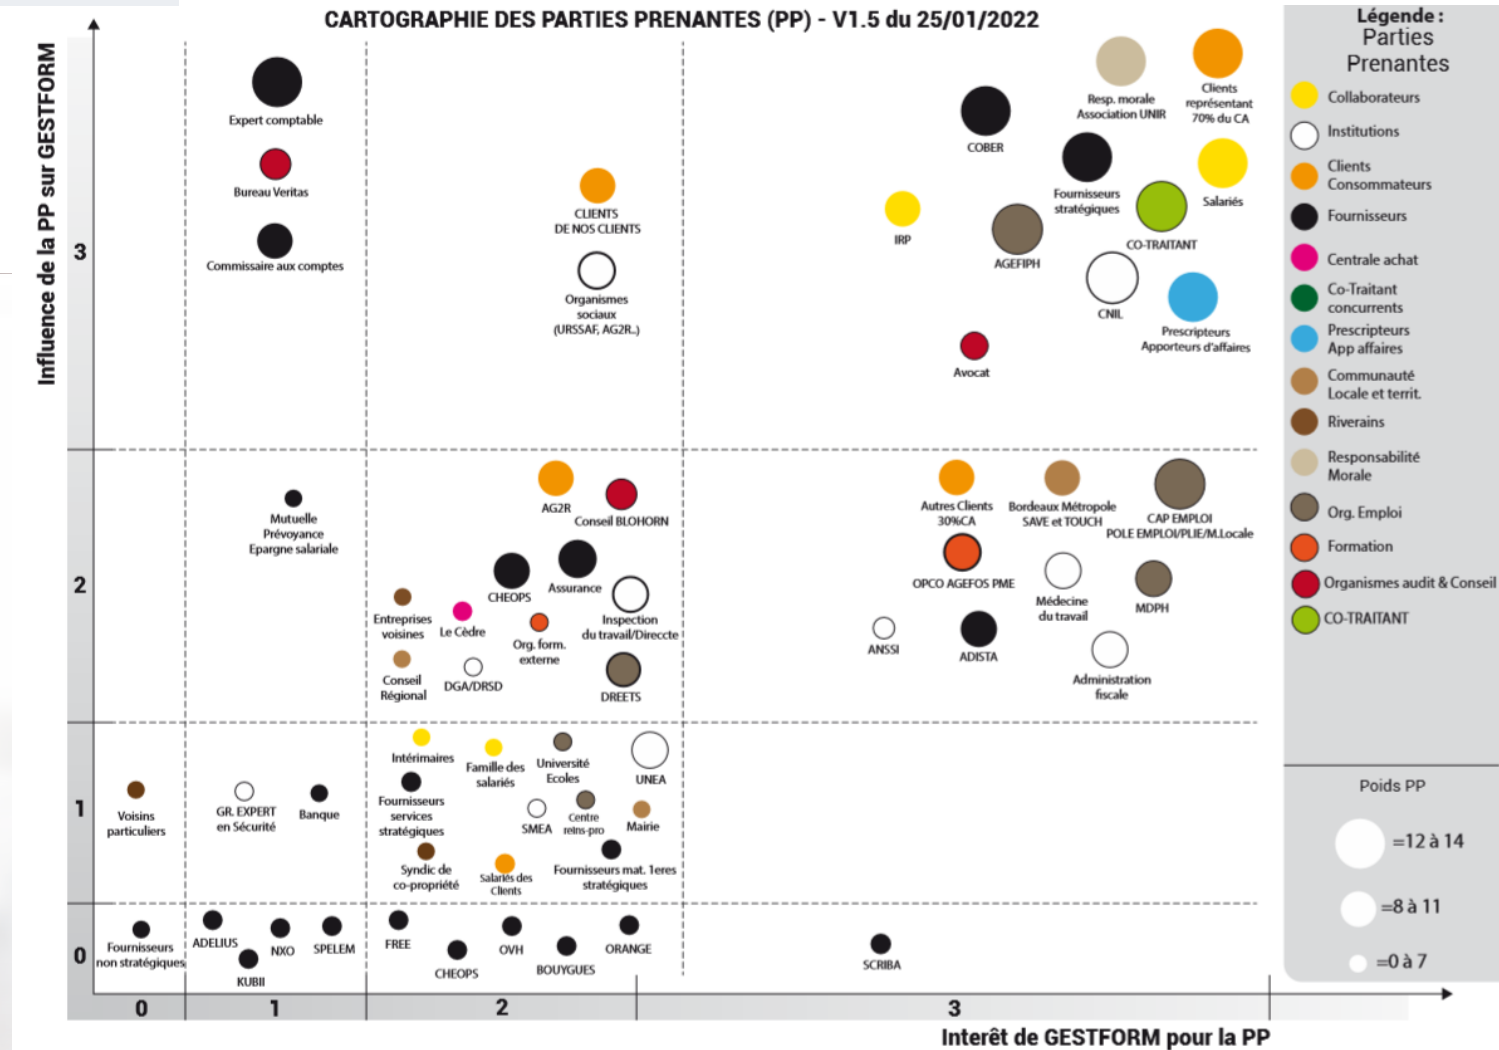 CARTOGRAPHIE DES PARTIES PRENANTES (PP) - V1.5 du 25/01/2022
Influence de la PP sur GESTFORM
3
Expert comptable
Bureau Veritas
Commissaire aux comptes
CLIENTS
DE NOS CLIENTS
Organismes
sociaux
(URSSAF, AG2R..)
Resp. morale
Association UNIR
Clients
représentant
70% du CA
COBER
Fournisseurs
stratégiques
Salariés
IRP
AGEFIPH
CO-TRAITANT
CNIL
Prescripteurs
Apporteurs d'affaires
Avocat
2
Mutuelle
Prévoyance
Epargne salariale
AG2R
Conseil BLOHORN
CHEOPS
Assurance
Entreprises
voisines
Le Cèdre
Org. form.
externe
Inspection
du travail/Direccte
Conseil
Régional
DGA/DRSD
DREETS
Autres Clients
30%CA
Bordeaux Métropole
SAVE et TOUCH
CAP EMPLOI
POLE EMPLOI/PLIE/M.Locale
OPCO AGEFOS PME
Médecine
du travail
MDPH
ANSSI
ADISTA
Administration
fiscale
1
Voisins
particuliers
GR. EXPERT
en Sécurité
Banque
Intérimaires
Famille des
salariés
Université
Ecoles
UNEA
Fournisseurs
services
stratégiques
SMEA
Centre
reins-pro
Mairie
Syndic de
co-propriété
Salariés des
Clients
Fournisseurs mat. 1eres
stratégiques
0
Fournisseurs
non stratégiques
ADELIUS
KUBII
NXO
SPELEM
FREE
CHEOPS
OVH
BOUYGUES
ORANGE
SCRIBA
0
1
2
3
Interêt de GESTFORM pour la PP
Légende :
Parties
Prenantes
Collaborateurs
Institutions
Clients
Consommateurs
Fournisseurs
Centrale achat
Co-Traitant
concurrents
Prescripteurs
App affaires
Communauté
Locale et territ.
Riverains
Responsabilité
Morale
Org. Emploi
Formation
Organismes audit & Conseil
CO-TRAITANT
Poids PP
=12 à 14
=8 à 11
=0 à 7